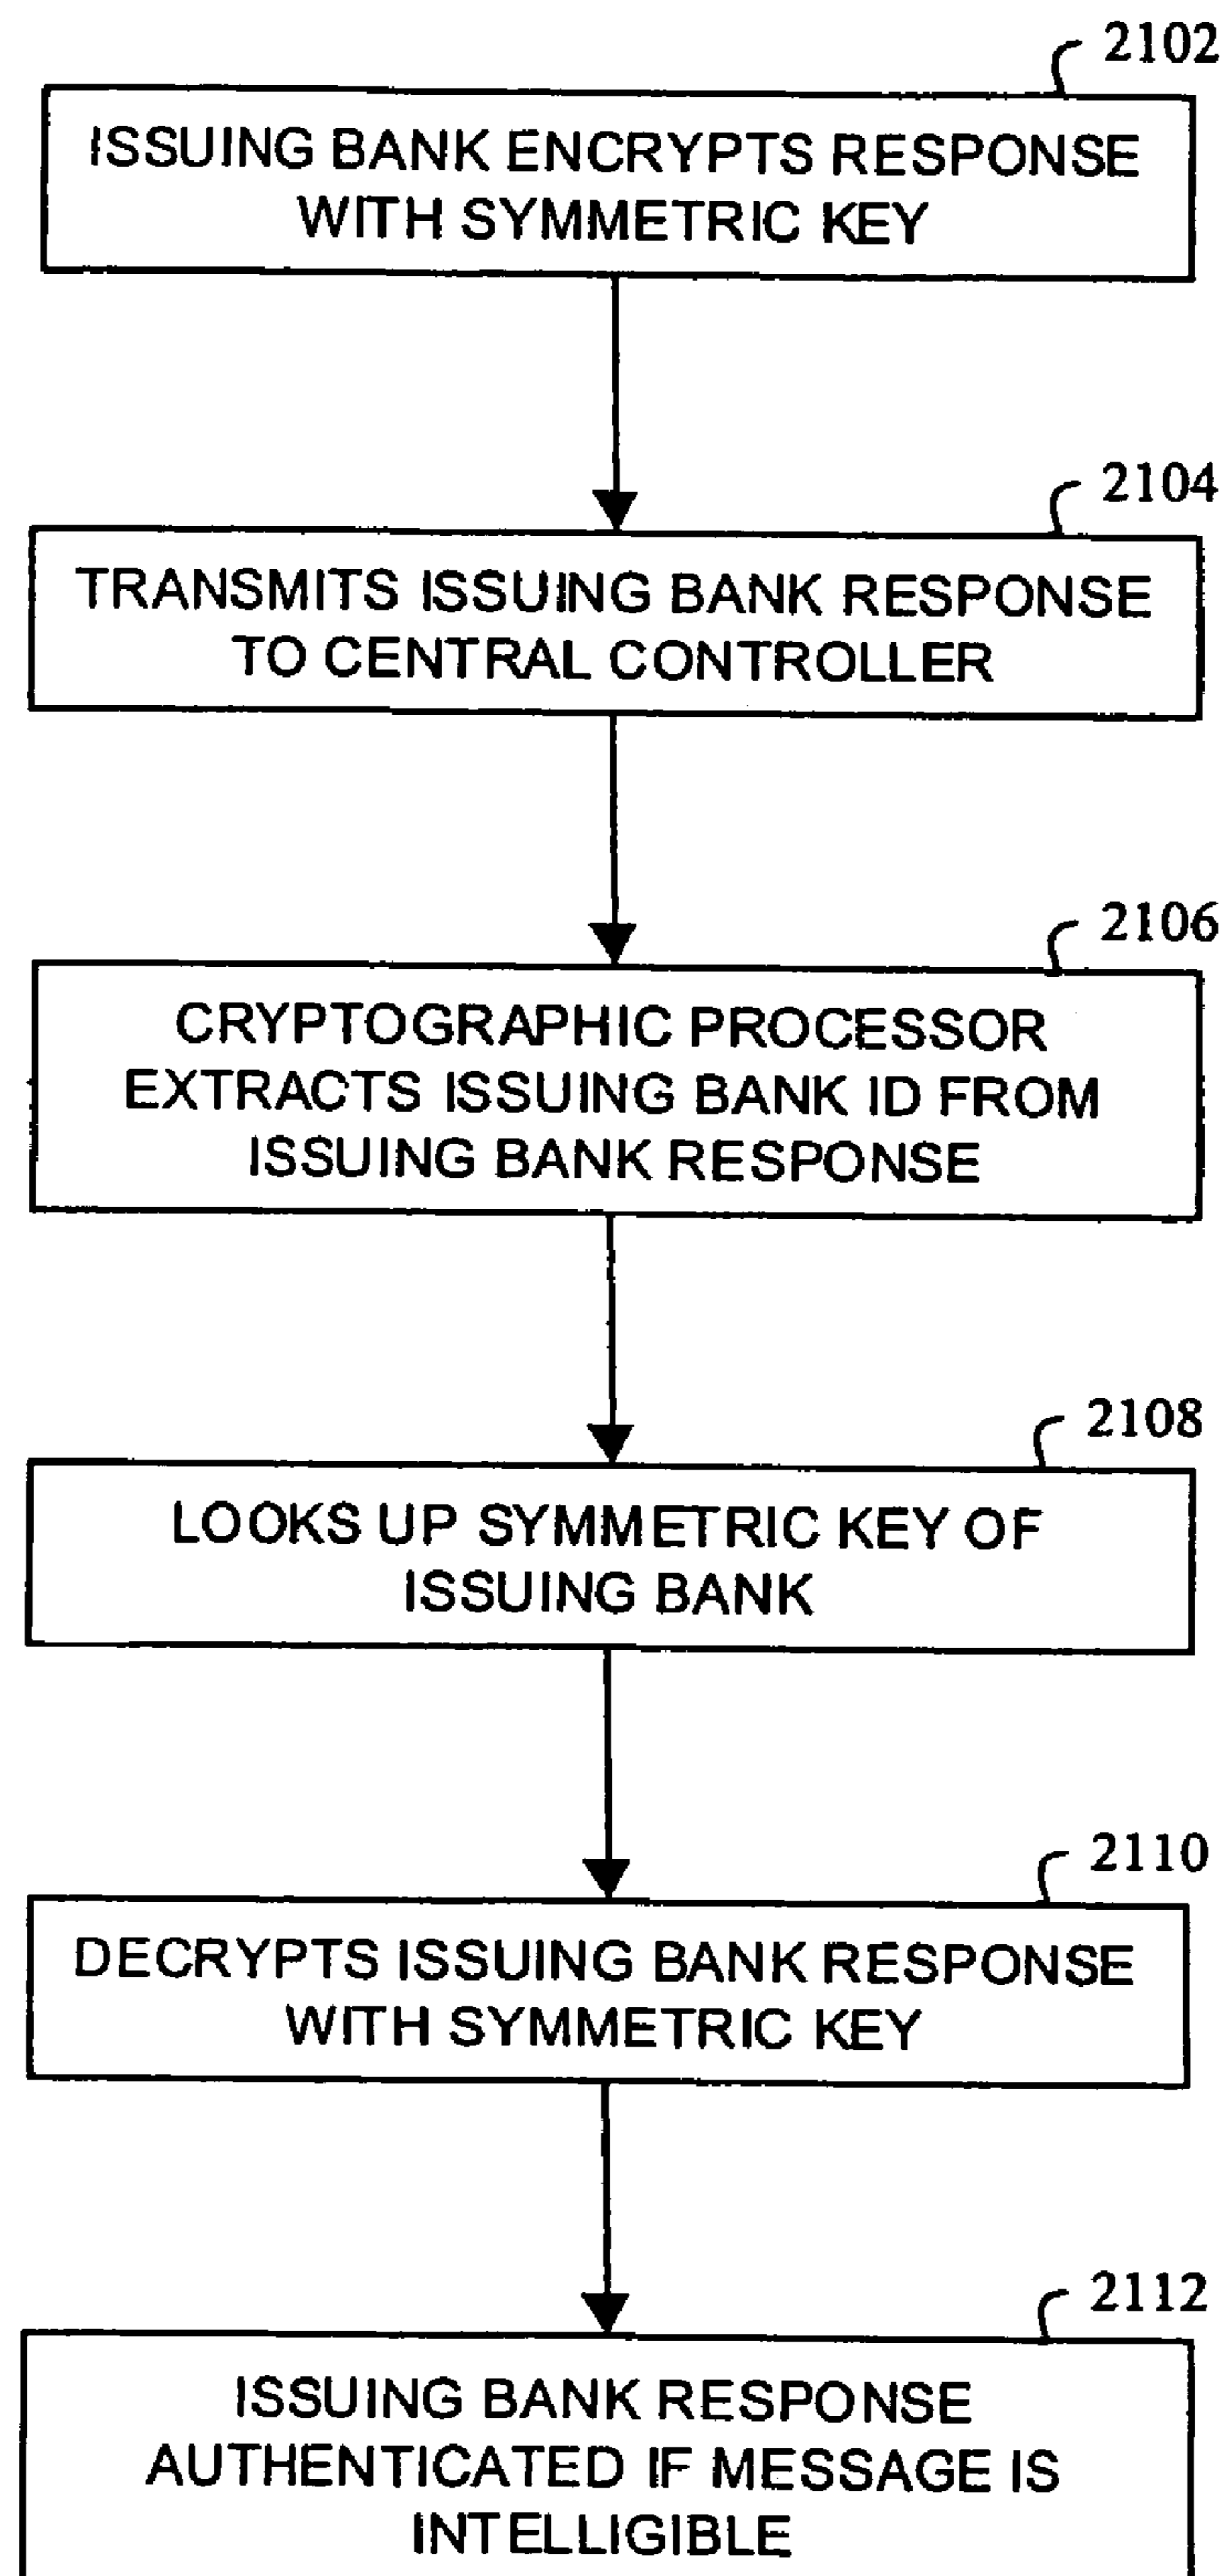 2102
ISSUING BANK ENCRYPTS RESPONSE
WITH SYMMETRIC KEY
2104
TRANSMITS ISSUING BANK RESPONSE
TO CENTRAL CONTROLLER
2106
CRYPTOGRAPHIC PROCESSOR
EXTRACTS ISSUING BANK ID FROM
ISSUING BANK RESPONSE
2108
LOOKS UP SYMMETRIC KEY OF
ISSUING BANK
2110
DECRYPTS ISSUING BANK RESPONSE
WITH SYMMETRIC KEY
2112
ISSUING BANK RESPONSE
AUTHENTICATED IF MESSAGE IS
INTELLIGIBLE